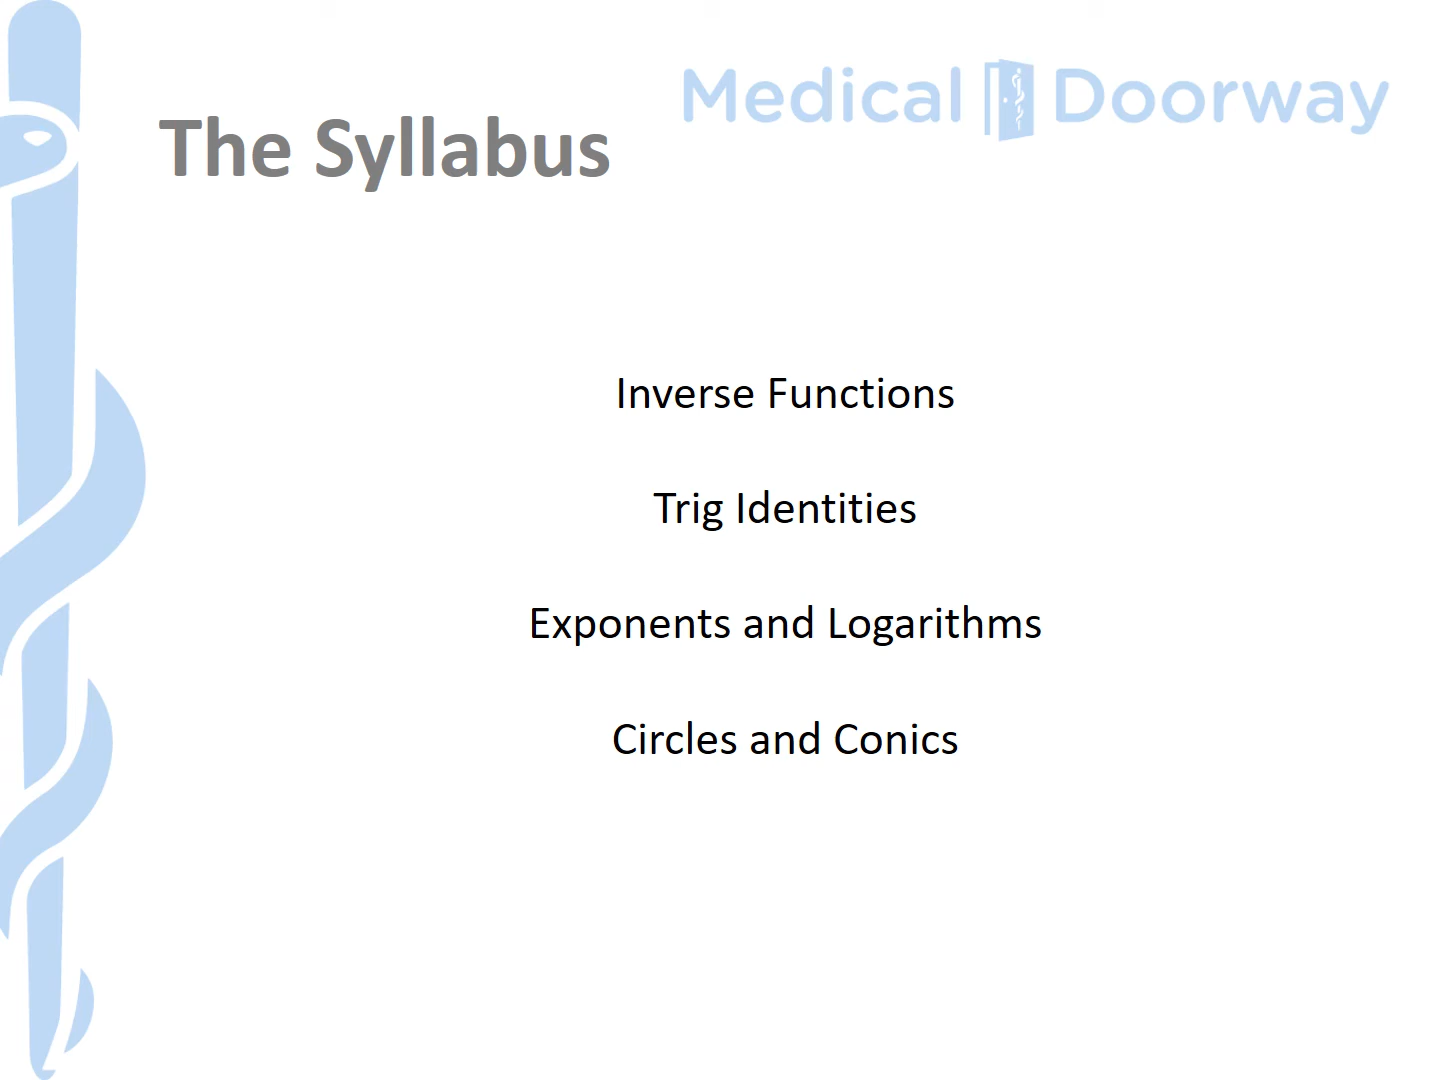 Medical Doorway
The Syllabus
Inverse Functions
Trig Identities
Exponents and Logarithms
Circles and Conics